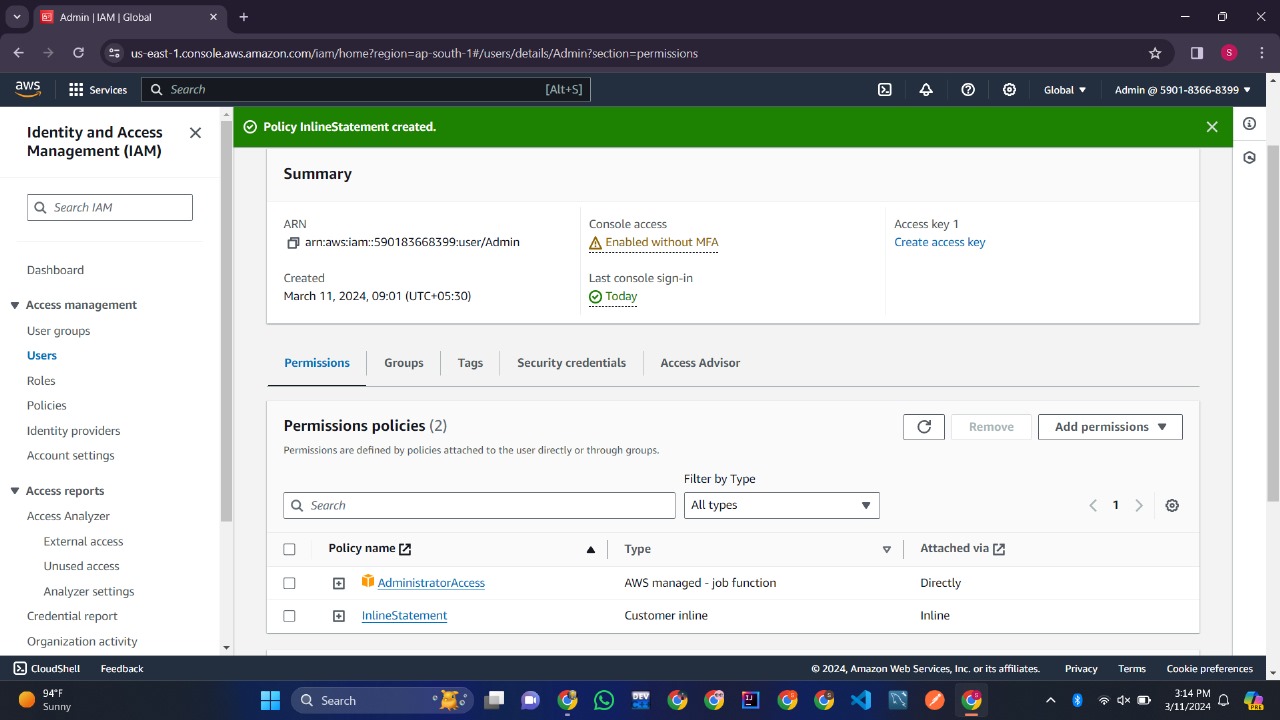 Admin | IAM | Global
us-east-1.console.aws.amazon.com/iam/home?region=ap-south-1#/users/details/Admin?section=permissions
S
aws
Services
Search
[Alt+S]
Global
Admin @ 5901-8366-8399
Identity and Access
Management (IAM)
Search IAM
Dashboard
Access management
User groups
Users
Roles
Policies
Identity providers
Account settings
Access reports
Access Analyzer
External access
Unused access
Analyzer settings
Credential report
Organization activity
Policy InlineStatement created.
Summary
ARN
arn:aws:iam::590183668399:user/Admin
Console access
Enabled without MFA
Access key 1
Create access key
Created
March 11, 2024, 09:01 (UTC+05:30)
Last console sign-in
Today
Permissions
Groups
Tags
Security credentials
Access Advisor
Permissions policies (2)
Permissions are defined by policies attached to the user directly or through groups.
Remove
Add permissions
Filter by Type
Search
All types
1
Policy name
Type
Attached via
AdministratorAccess
AWS managed - job function
Directly
InlineStatement
Customer inline
Inline
CloudShell
Feedback
© 2024, Amazon Web Services, Inc. or its affiliates.
Privacy
Terms
Cookie preferences
94°F
Sunny
Search
DEV
3:14 PM
3/11/2024